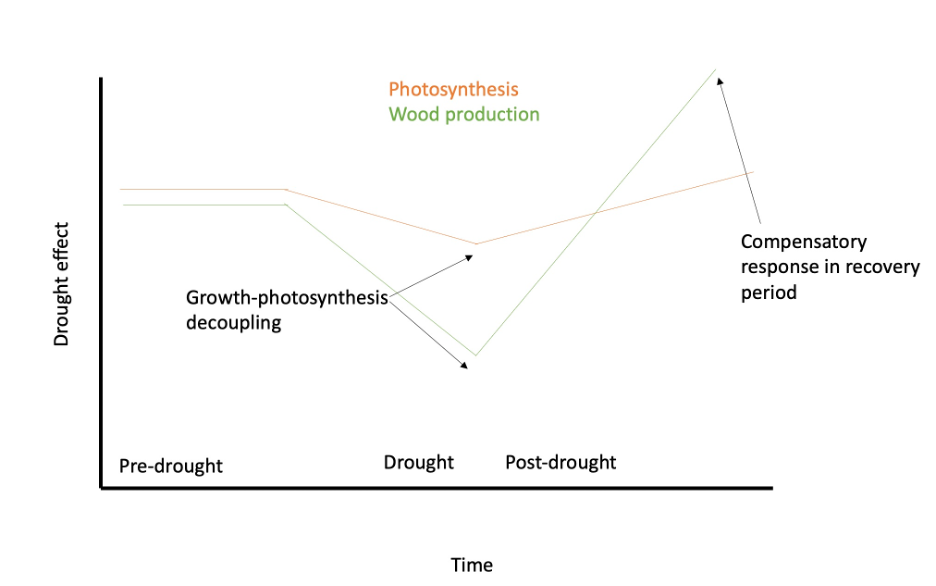 Photosynthesis
Wood production
Drought effect
Growth-photosynthesis
decoupling
Compensatory
response in recovery
period
Pre-drought
Drought
Post-drought
Time